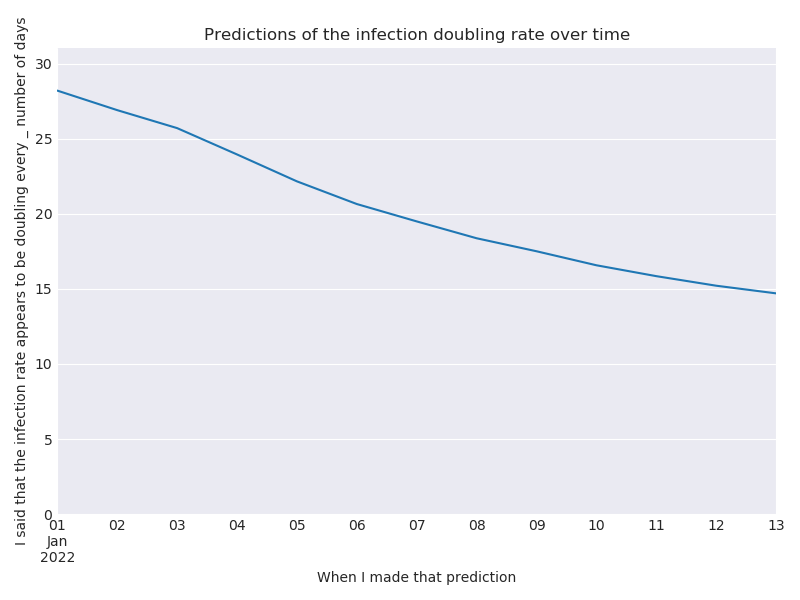 Predictions of the infection doubling rate over time
I said that the infection rate appears to be doubling every _ number of days
30
25
20
15
10
5
0
01 02 03 04 05 06 07 08 09 10 11 12 13
Jan
2022
When I made that prediction